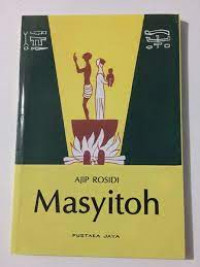 AJIP ROSIDI
Masyitoh
PUSTAKA JAYA